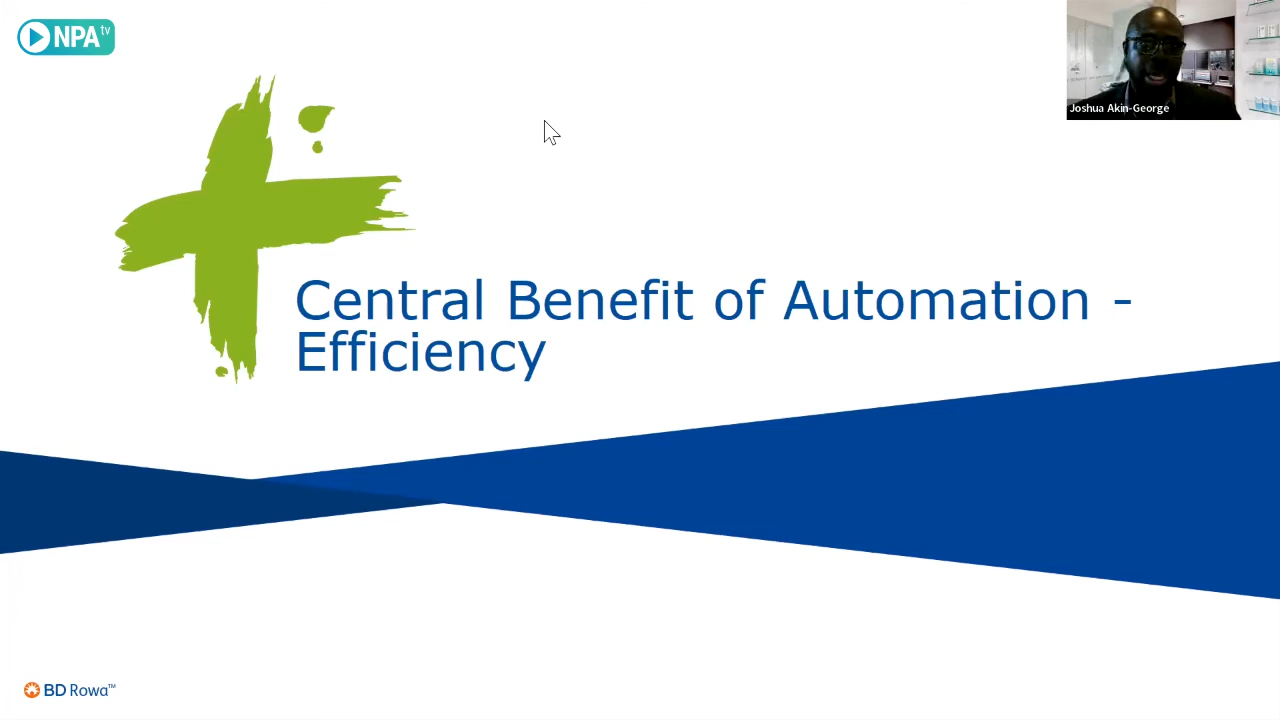 NPA tv
Joshua Akin-George
Central Benefit of Automation -
Efficiency
BD Rowa™